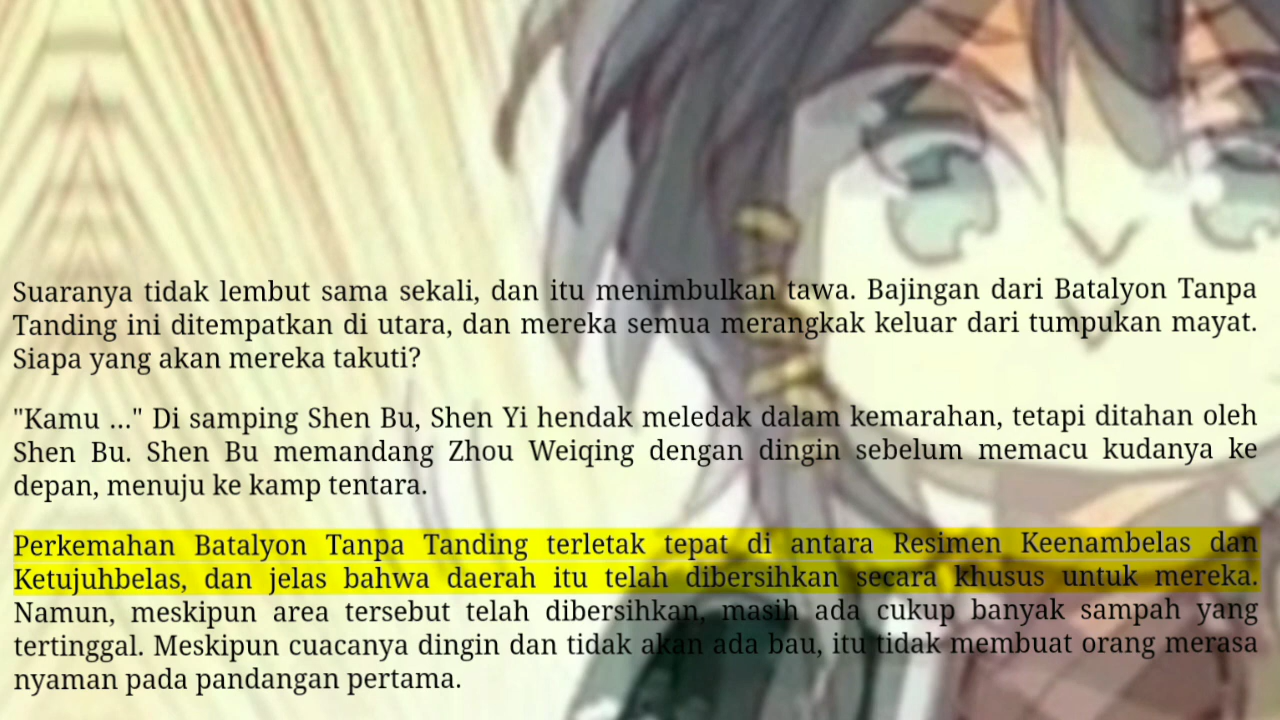 Suaranya tidak lembut sama sekali, dan itu menimbulkan tawa. Bajingan dari Batalyon Tanpa
Tanding ini ditempatkan di utara, dan mereka semua merangkak keluar dari tumpukan mayat.
Siapa yang akan mereka takuti?
"Kamu ..." Di samping Shen Bu, Shen Yi hendak meledak dalam kemarahan, tetapi ditahan oleh
Shen Bu. Shen Bu memandang Zhou Weiqing dengan dingin sebelum memacu kudanya ke
depan, menuju ke kamp tentara.
Perkemahan Batalyon Tanpa Tanding terletak tepat di antara Resimen Keenambelas dan
Ketujuhbelas, dan jelas bahwa daerah itu telah dibersihkan secara khusus untuk mereka.
Namun, meskipun area tersebut telah dibersihkan, masih ada cukup banyak sampah yang
tertinggal. Meskipun cuacanya dingin dan tidak akan ada bau, itu tidak membuat orang merasa
nyaman pada pandangan pertama.